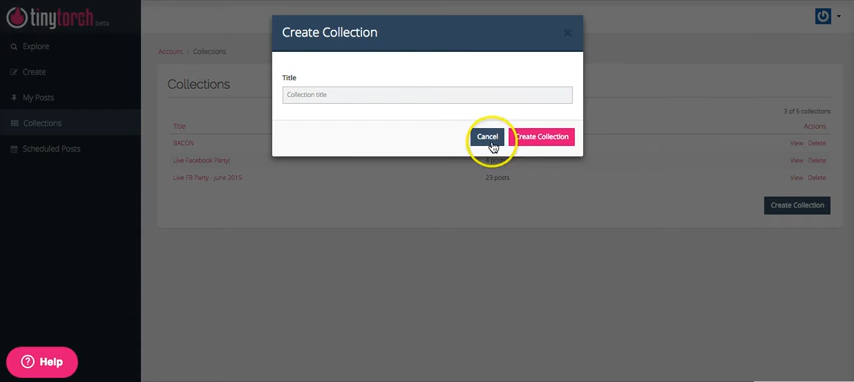 tinytorch beta
Create Collection
×
Explore
Account / Collections
Create
Title
Collections
Collection title
My Posts
3 of 5 collections
Collections
Title
Actions
Cancel
Create Collection
BACON
View Delete
Scheduled Posts
Live Facebook Party!
View Delete
Live FB Party - june 2015
23 posts
View Delete
Create Collection
? Help